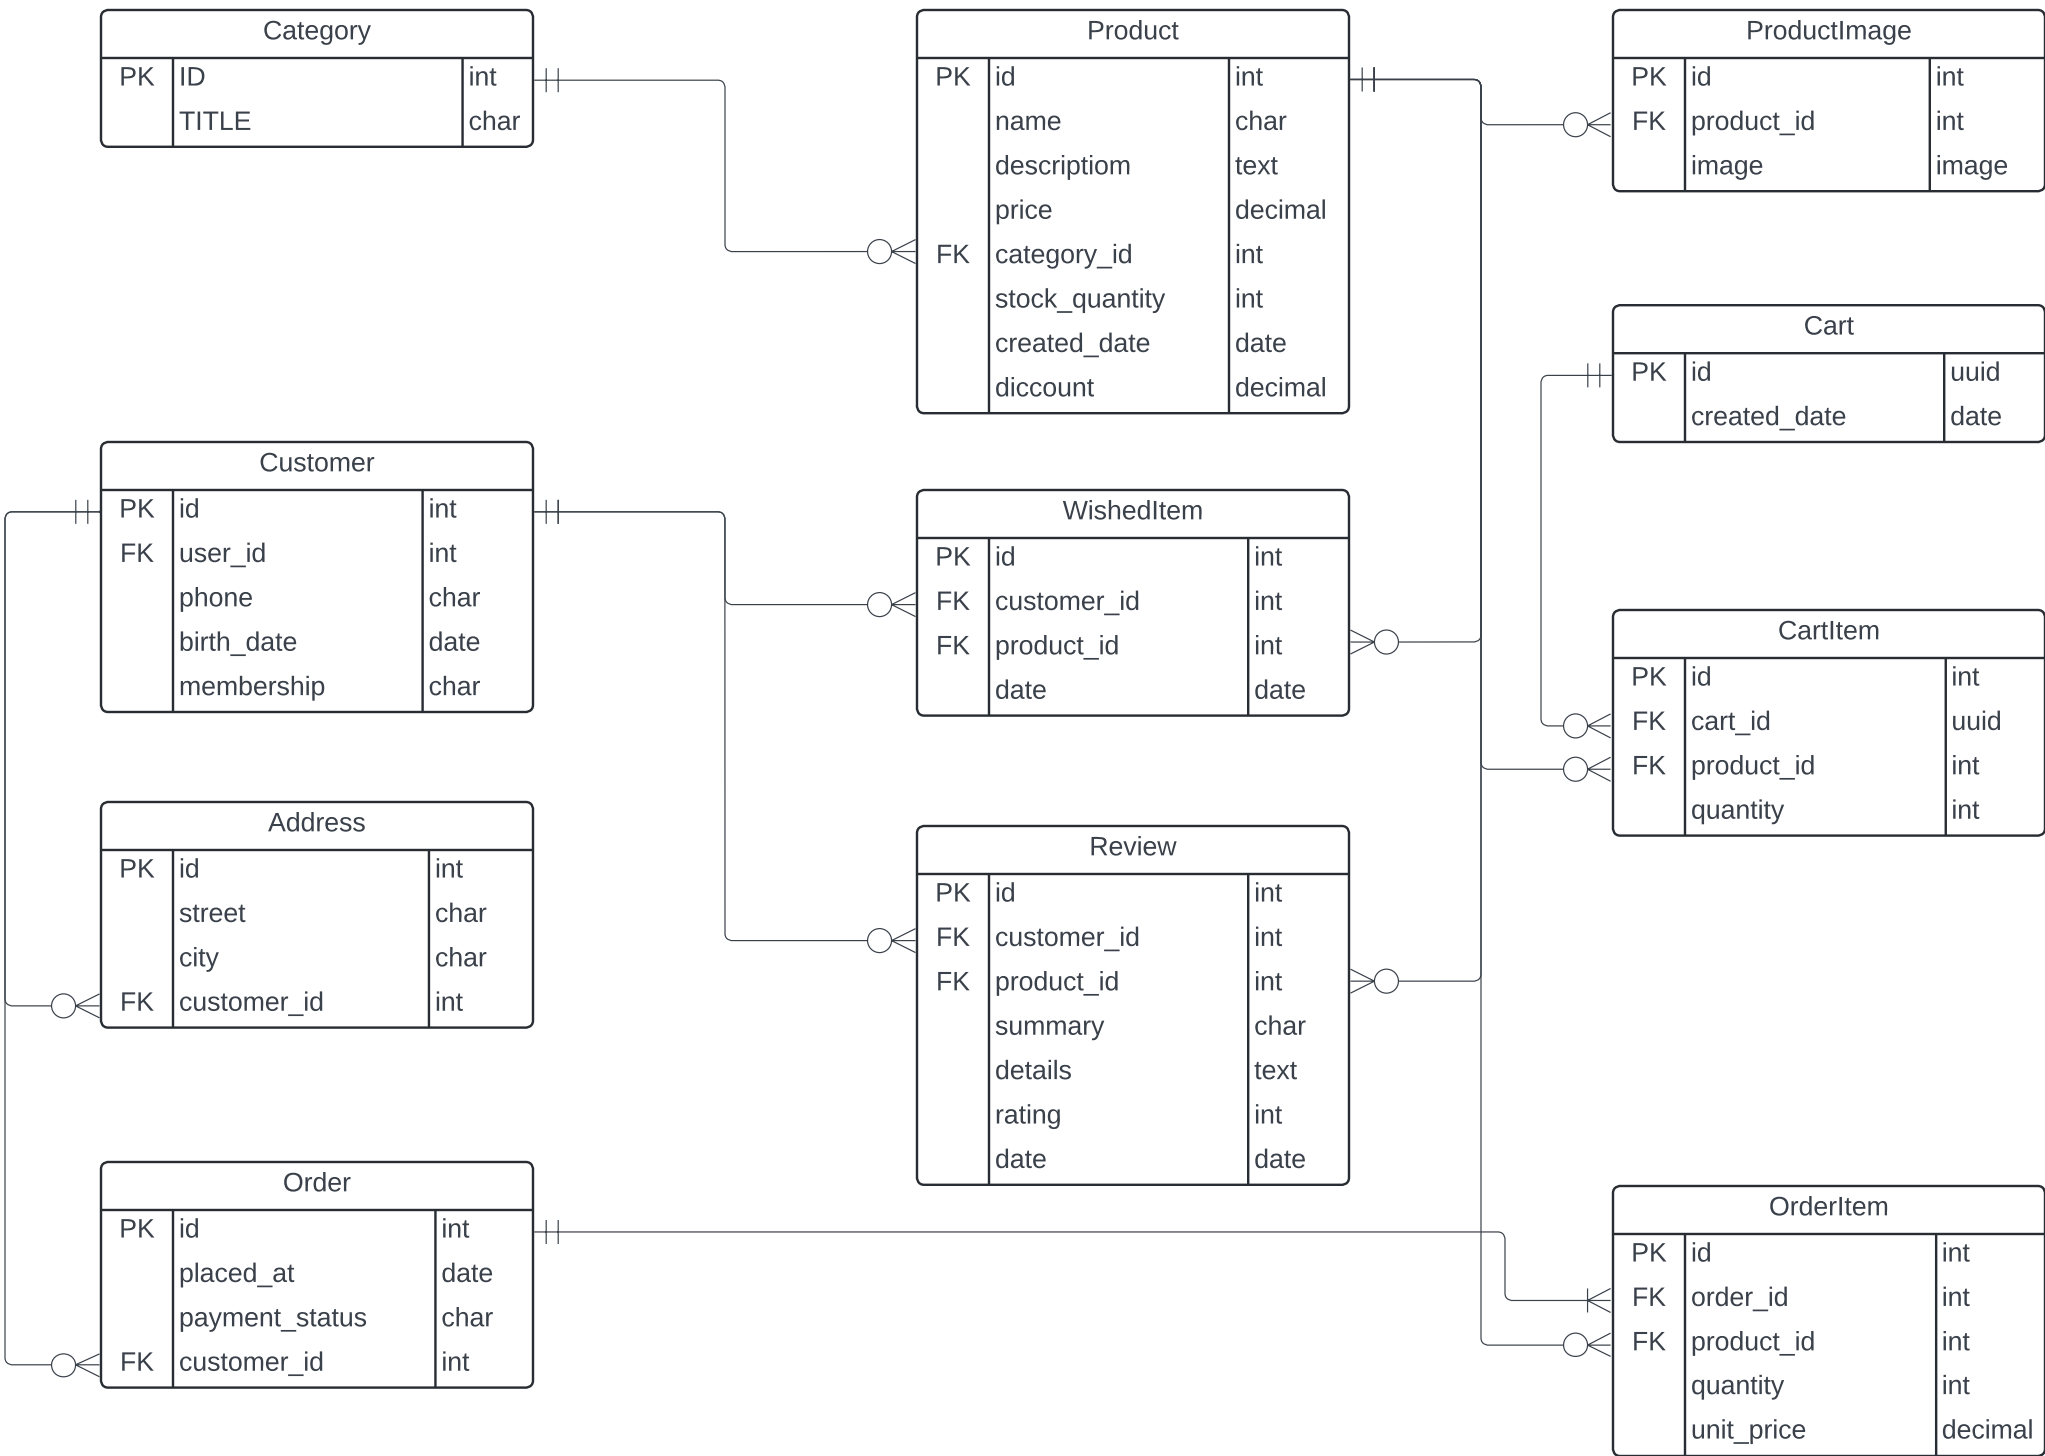 Category
PK ID int
TITLE char
Product
PK id int
name char
descriptiom text
price decimal
FK category_id int
stock_quantity int
created_date date
diccount decimal
ProductImage
PK id int
FK product_id int
image image
Cart
PK id uuid
created_date date
Customer
PK id int
FK user_id int
phone char
birth_date date
membership char
WishedItem
PK id int
FK customer_id int
FK product_id int
date date
CartItem
PK id int
FK cart_id uuid
FK product_id int
quantity int
Address
PK id int
street char
city char
FK customer_id int
Review
PK id int
FK customer_id int
FK product_id int
summary char
details text
rating int
date date
Order
PK id int
placed_at date
payment_status char
FK customer_id int
OrderItem
PK id int
FK order_id int
FK product_id int
quantity int
unit_price decimal